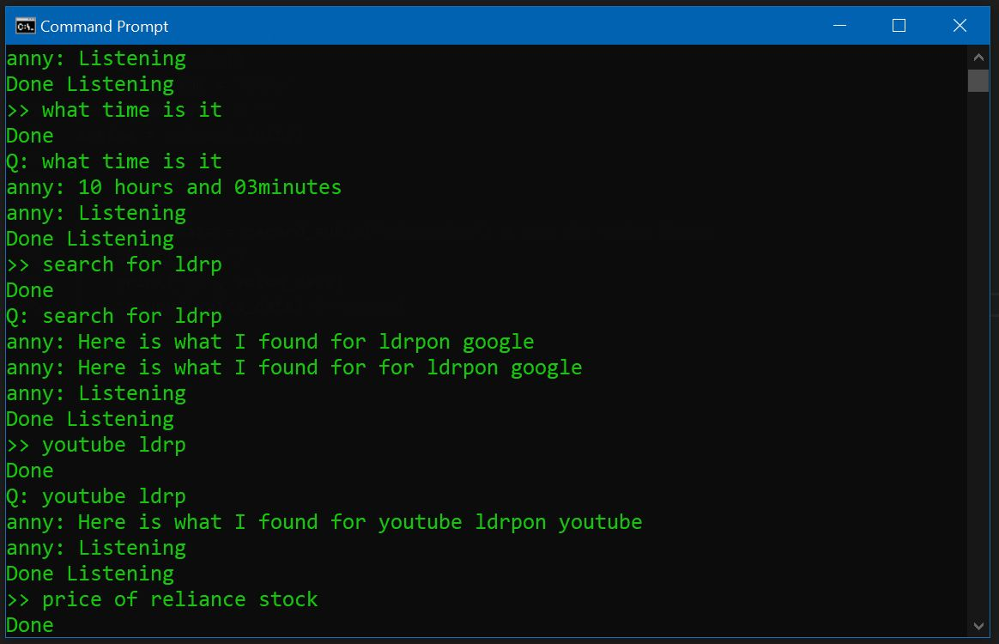 Command Prompt
anny: Listening
Done Listening
>> what time is it
Done
Q: what time is it
anny: 10 hours and 03minutes
anny: Listening
Done Listening
>> search for ldrp
Done
Q: search for ldrp
anny: Here is what I found for ldrpon google
anny: Here is what I found for for ldrpon google
anny: Listening
Done Listening
>> youtube ldrp
Done
Q: youtube ldrp
anny: Here is what I found for youtube ldrpon youtube
anny: Listening
Done Listening
>> price of reliance stock
Done